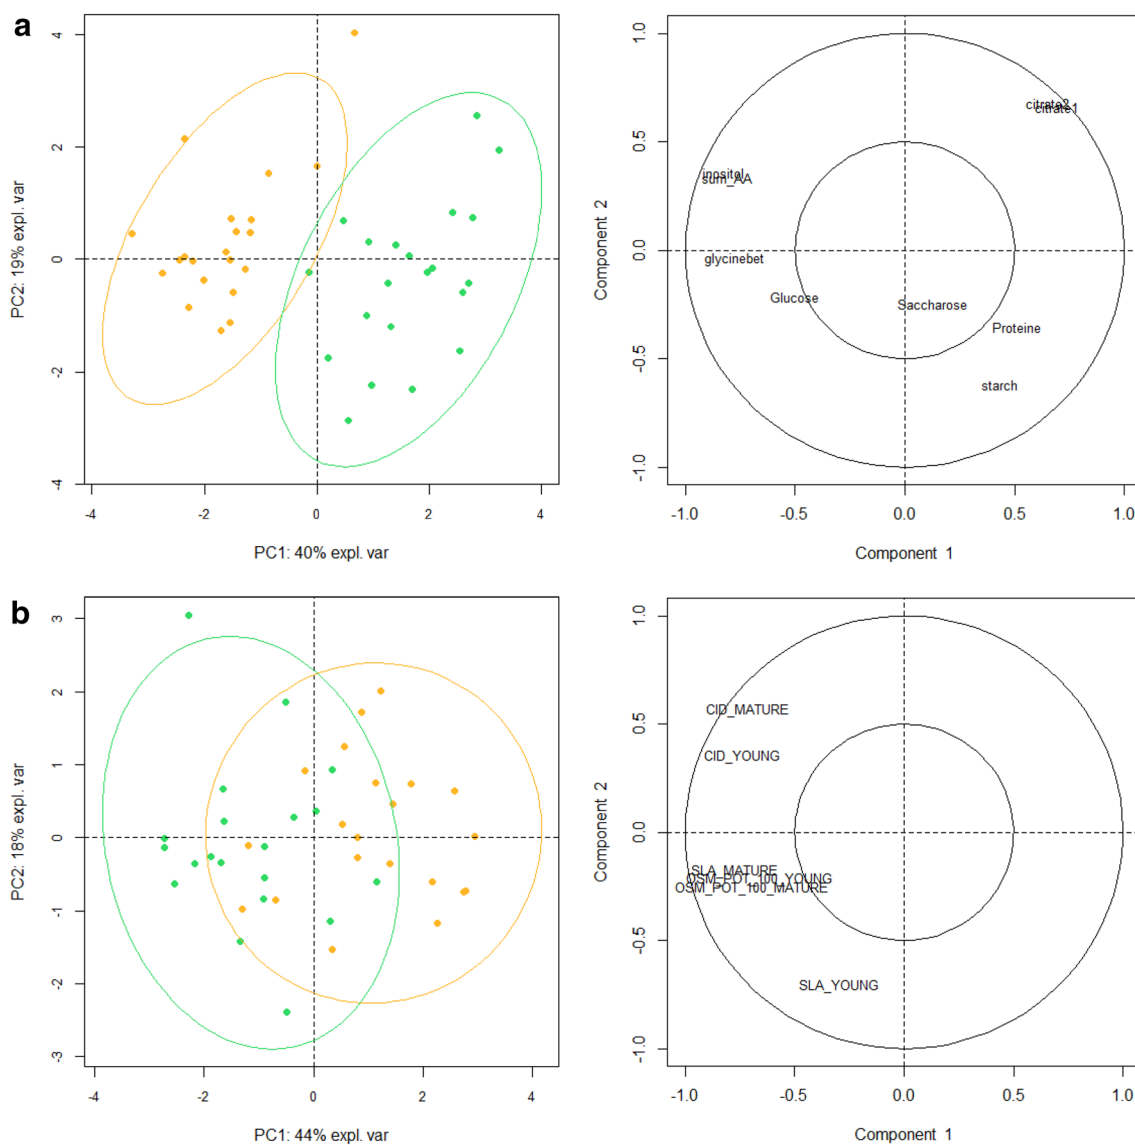 a
4
2
0
-2
-4
PC2: 19% expl. var
-4
-2
0
2
4
PC1: 40% expl. var
1.0
0.5
0.0
-0.5
-1.0
Component 2
citrate2
citrate1
inositol
sum_AA
glycinebet
Glucose
Saccharose
Proteine
starch
-1.0
-0.5
0.0
0.5
1.0
Component 1
b
3
2
1
0
-1
-2
-3
PC2: 18% expl. var
-4
-2
0
2
4
PC1: 44% expl. var
1.0
0.5
0.0
-0.5
-1.0
Component 2
CID_MATURE
CID_YOUNG
SLA_MATURE
OSM_POT_100_YOUNG
OSM_POT_100_MATURE
SLA_YOUNG
-1.0
-0.5
0.0
0.5
1.0
Component 1